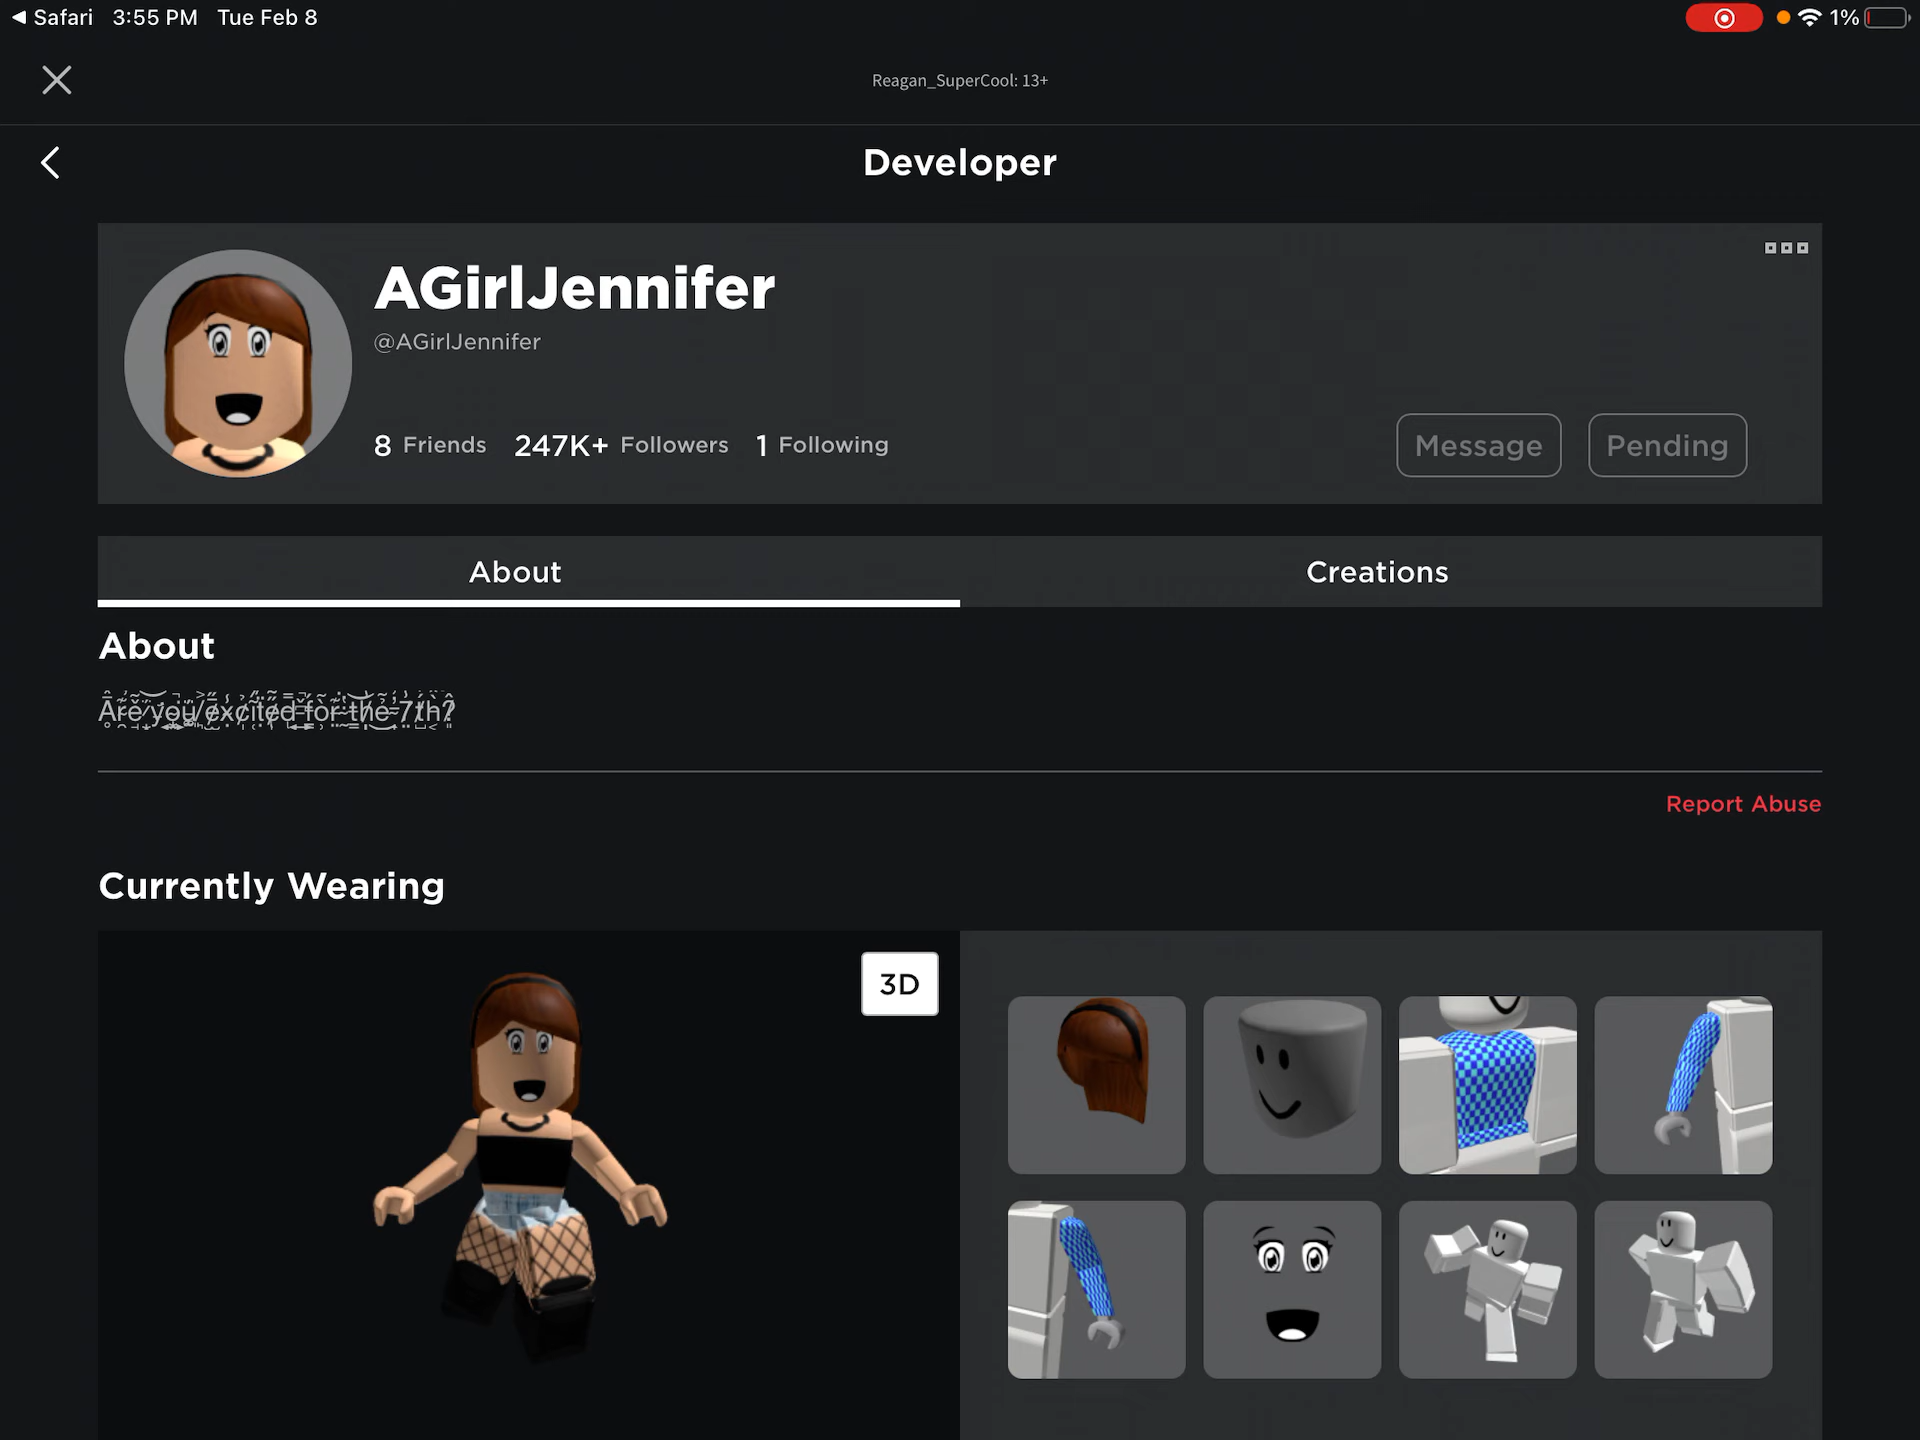 Safari 3:55 PM Tue Feb 8 1%
Reagan_SuperCool: 13+
Developer
AGirlJennifer
@AGirlJennifer
8 Friends 247K+ Followers 1 Following Message Pending
About Creations
About
Are you excited for the 7th?
Report Abuse
Currently Wearing
3D